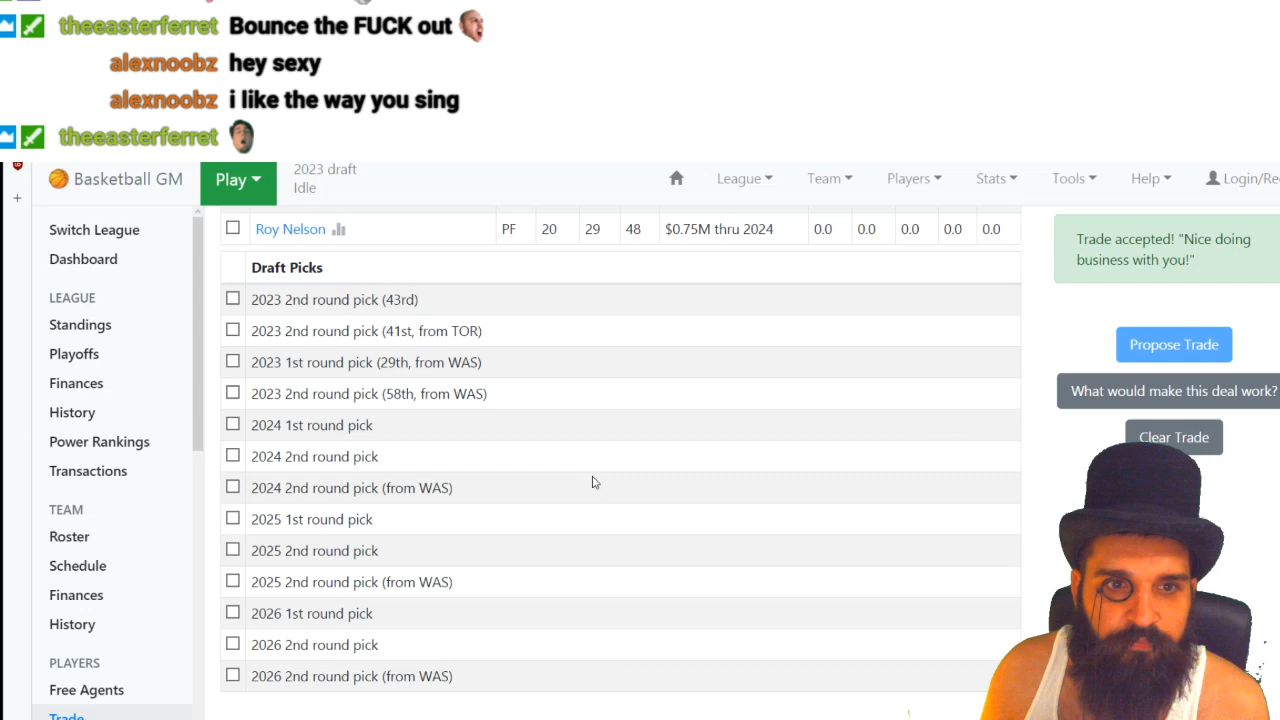 theeasterferret Bounce the FUCK out
alexnoobz hey sexy
alexnoobz i like the way you sing
theeasterferret
Basketball GM
Play
2023 draft
Idle
League
Team
Players
Stats
Tools
Help
Login/Re
Switch League
Dashboard
LEAGUE
Standings
Playoffs
Finances
History
Power Rankings
Transactions
TEAM
Roster
Schedule
Finances
History
PLAYERS
Free Agents
Trade
Roy Nelson PF 20 29 48 $0.75M thru 2024 0.0 0.0 0.0 0.0 0.0
Draft Picks
2023 2nd round pick (43rd)
2023 2nd round pick (41st, from TOR)
2023 1st round pick (29th, from WAS)
2023 2nd round pick (58th, from WAS)
2024 1st round pick
2024 2nd round pick
2024 2nd round pick (from WAS)
2025 1st round pick
2025 2nd round pick
2025 2nd round pick (from WAS)
2026 1st round pick
2026 2nd round pick
2026 2nd round pick (from WAS)
Trade accepted! "Nice doing
business with you!"
Propose Trade
What would make this deal work?
Clear Trade